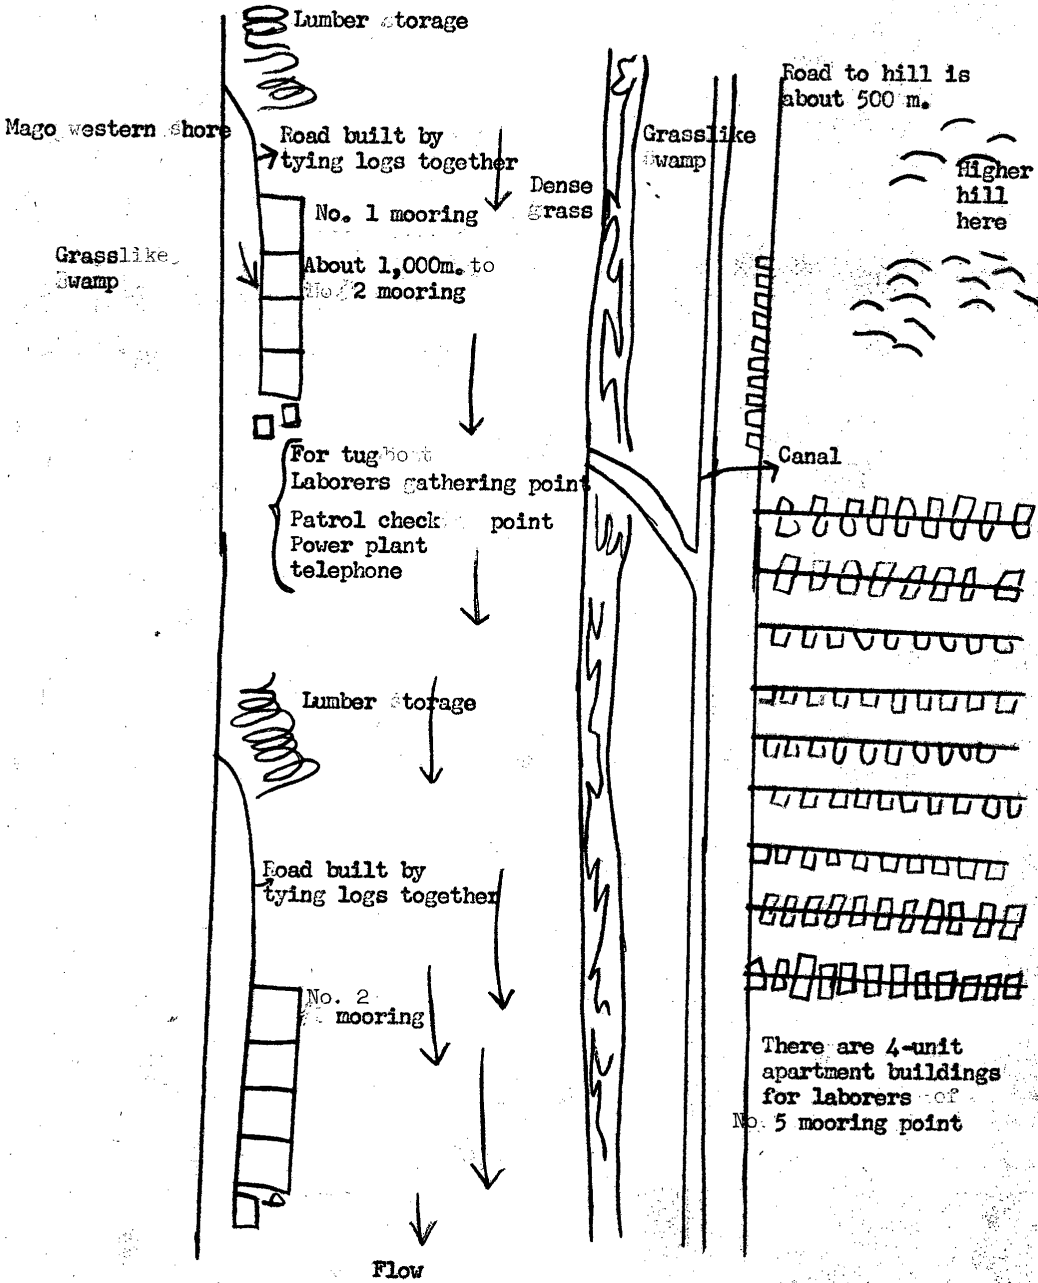 Lumber storage
Road to hill is
about 500 m.
Mago western shore
Road built by
tying logs together
Grasslike
swamp
Higher
hill
here
Dense
grass
No. 1 mooring
Grasslike
swamp
About 1,000m. to
No. 2 mooring
For tugboat
Laborers gathering point
Patrol check point
Power plant
telephone
Canal
Lumber storage
Road built by
tying logs together
No. 2
mooring
There are 4-unit
apartment buildings
for laborers of
No. 5 mooring point
Flow